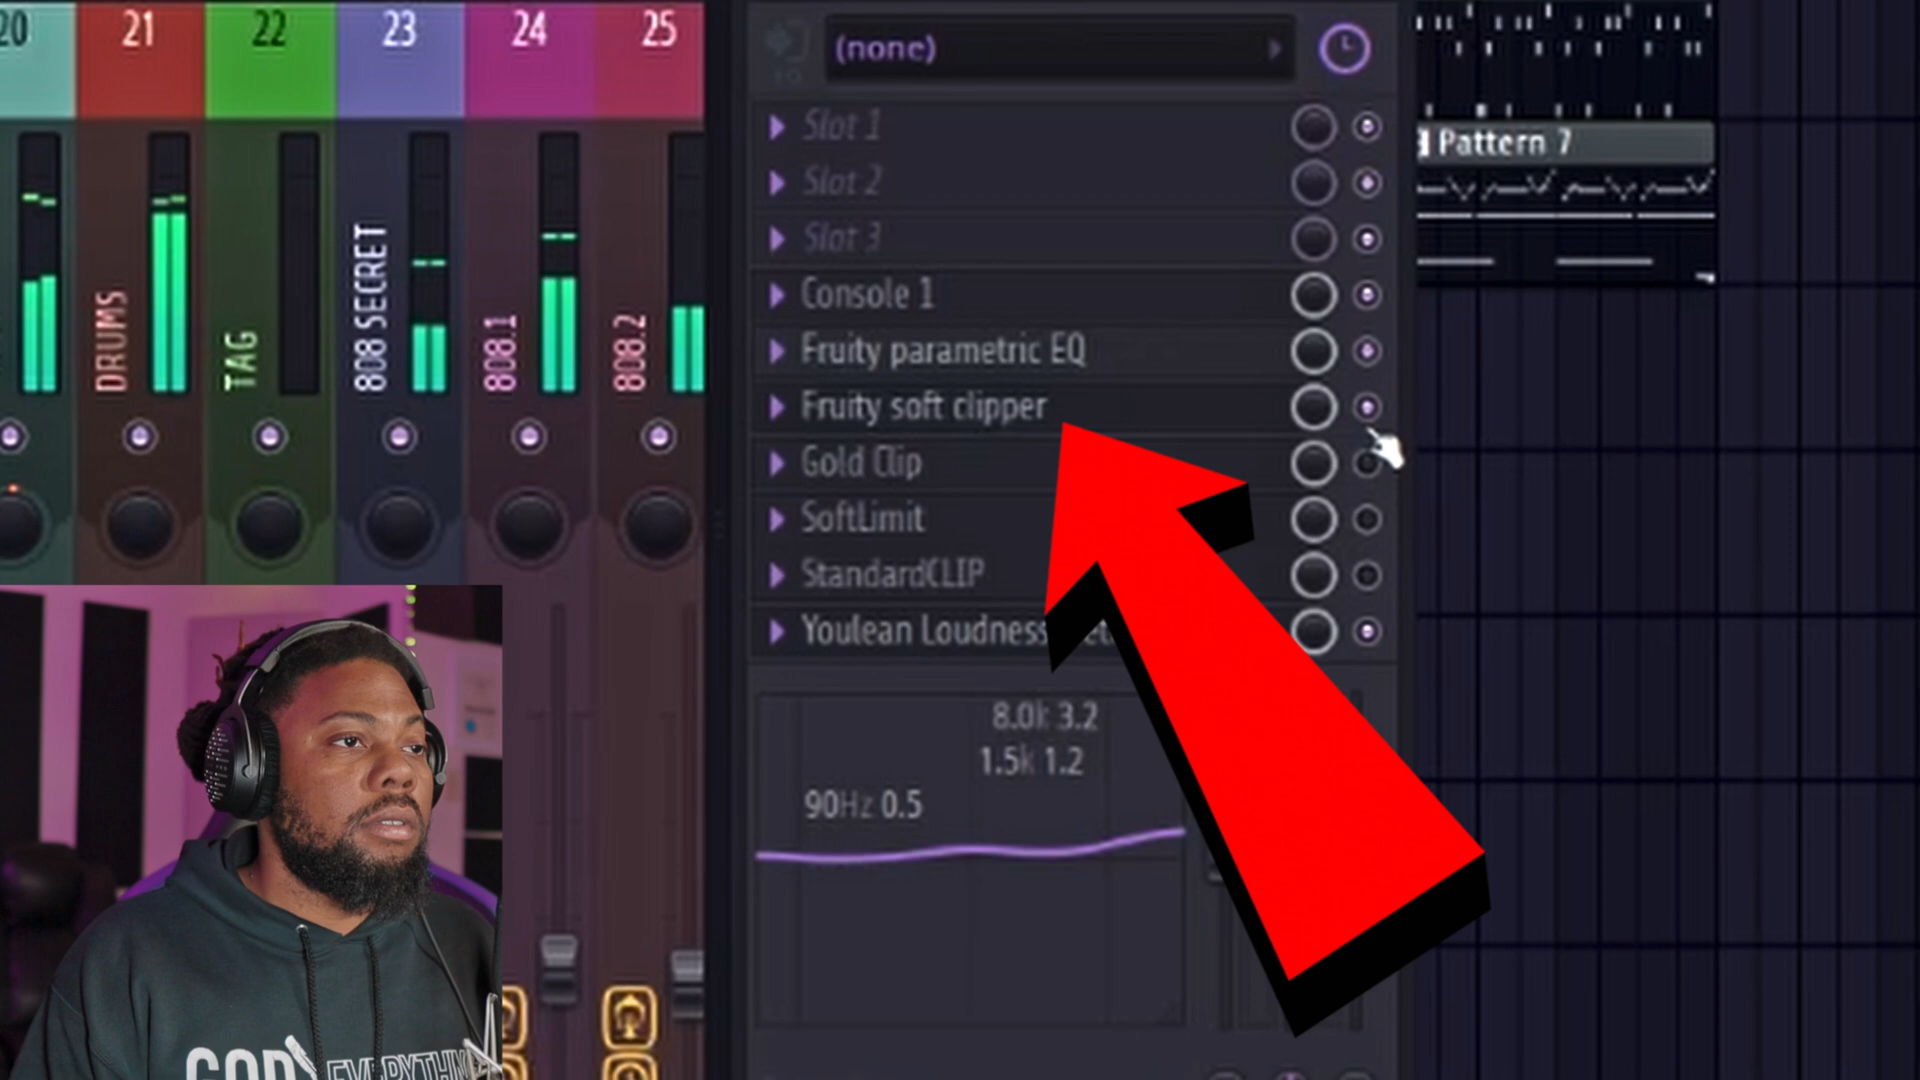 20 21 22 23 24 25
DRUMS
TAG
808 SECRET
808.1
808.2
(none)
Slot 1
Slot 2
Slot 3
Console 1
Fruity parametric EQ
Fruity soft clipper
Gold Clip
SoftLimit
StandardCLIP
Youlean Loudness
8.0k 3.2
1.5k 1.2
90Hz 0.5
Pattern 7
EVERYTHING